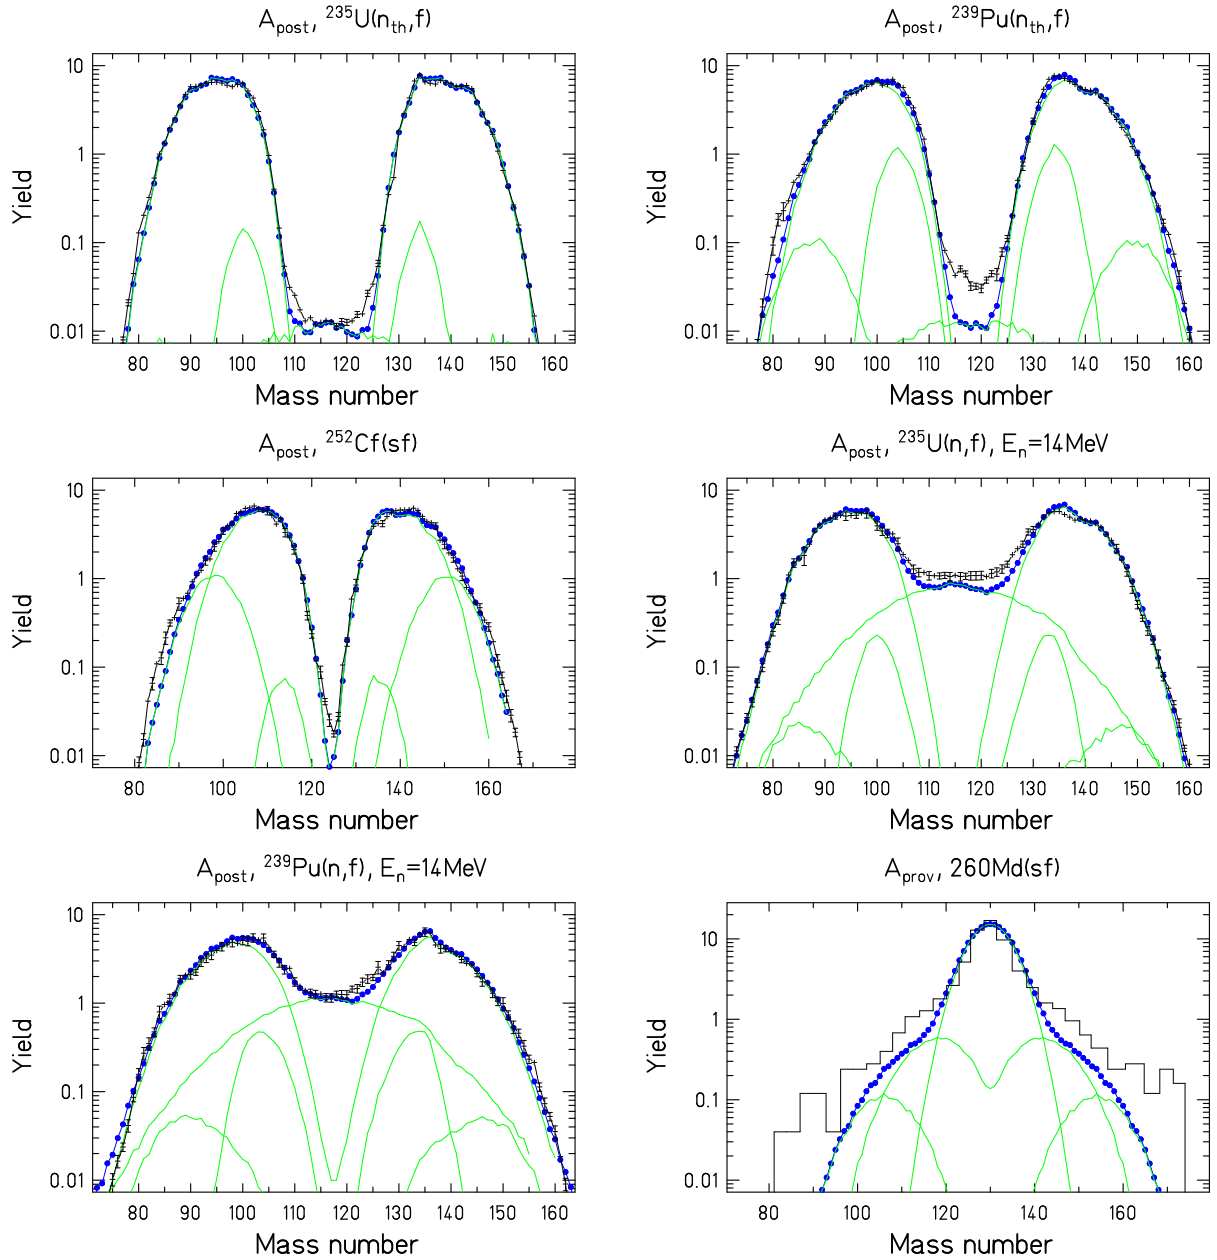 A_post, ²³⁵U(n_th,f)
10
1
0.1
0.01
Yield
80 90 100 110 120 130 140 150 160
Mass number
A_post, ²³⁹Pu(n_th,f)
10
1
0.1
0.01
Yield
80 90 100 110 120 130 140 150 160
Mass number
A_post, ²⁵²Cf(sf)
10
1
0.1
0.01
Yield
80 100 120 140 160
Mass number
A_post, ²³⁵U(n,f), E_n=14MeV
10
1
0.1
0.01
Yield
80 90 100 110 120 130 140 150 160
Mass number
A_post, ²³⁹Pu(n,f), E_n=14MeV
10
1
0.1
0.01
Yield
80 90 100 110 120 130 140 150 160
Mass number
A_prov, 260Md(sf)
10
1
0.1
0.01
Yield
80 100 120 140 160
Mass number